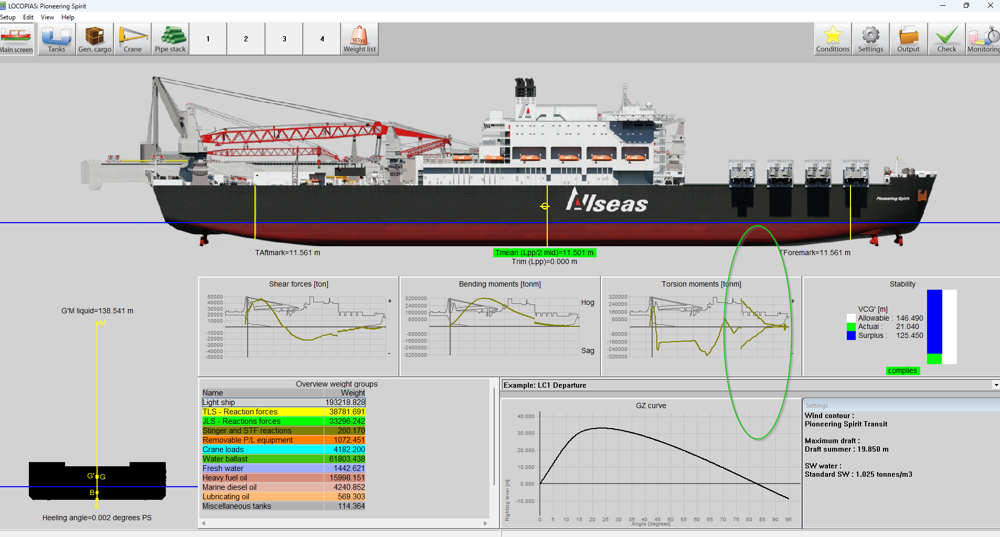 LOCOPIAS: Pioneering Spirit
Setup Edit View Help
Main screen
Tanks
Gen. cargo
Crane
Pipe stack
1
2
3
4
16Tons
Weight list
Conditions
Settings
Output
Check
Monitoring
Allseas
Pioneering Spirit
TAftmark=11.561 m
Tmean (Lpp/2 mld)=11.501 m
Trim (Lpp)=0.000 m
TForemark=11.561 m
G'M liquid=138.541 m
M
G' G
B
K
Heeling angle=0.002 degrees PS
Shear forces [ton]
50000
40000
30000
20000
10000
-10000
-20000
-30000
-40000
-50000
+
-
Bending moments [tonm]
3200000
2400000
1600000
800000
-800000
-1600000
-2400000
-3200000
Hog
Sag
Torsion moments [tonm]
320000
240000
160000
80000
-80000
-160000
-240000
-320000
+
-
Stability
VCG' [m]
Allowable : 146.490
Actual : 21.040
Surplus : 125.450
complies
Overview weight groups
Name Weight
Light ship 193218.828
TLS - Reaction forces 38781.691
JLS - Reactions forces 33296.242
Stinger and STF reactions 260.170
Removable P/L equipment 1072.451
Crane loads 4182.200
Water ballast 61803.438
Fresh water 1442.621
Heavy fuel oil 15998.151
Marine diesel oil 4240.852
Lubricating oil 569.303
Miscellaneous tanks 114.364
Example: LC1 Departure
GZ curve
Righting lever [m]
40.000
30.000
20.000
10.000
0.000
-10.000
0 5 10 15 20 25 30 35 40 45 50 55 60 65 70 75 80 85 90 95
Angle [degrees]
Settings
Wind contour :
Pioneering Spirit Transit
Maximum draft :
Draft summer : 19.850 m
SW water :
Standard SW : 1.025 tonnes/m3